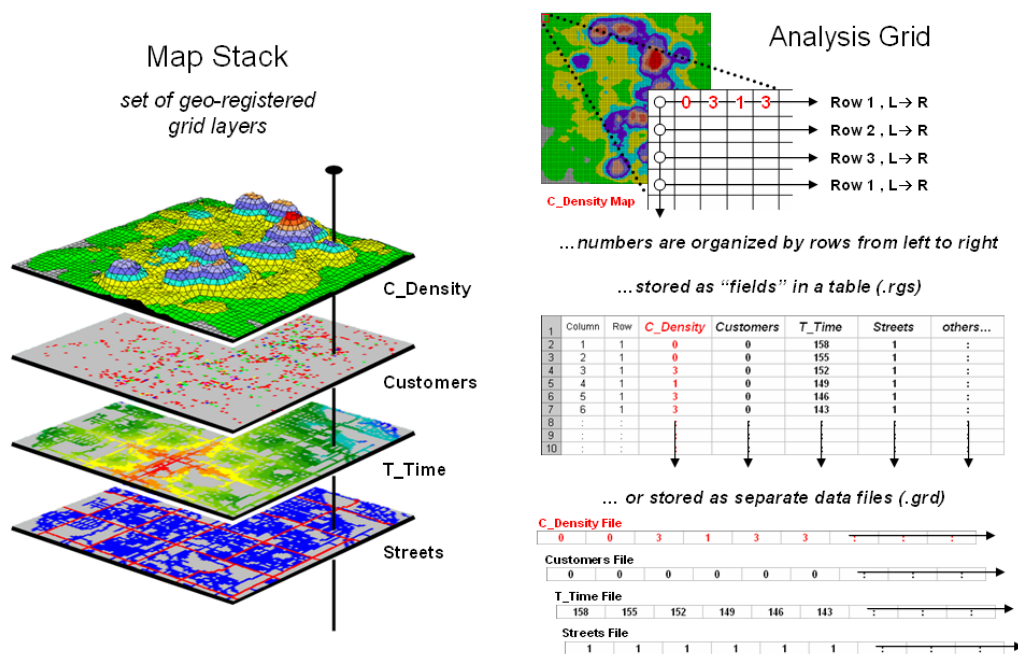 Map Stack
set of geo-registered
grid layers
C_Density
Customers
T_Time
Streets
Analysis Grid
0 3 1 3
Row 1 , L→ R
Row 2 , L→ R
Row 3 , L→ R
Row 1 , L→ R
C_Density Map
…numbers are organized by rows from left to right
…stored as “fields” in a table (.rgs)
1 Column Row C_Density Customers T_Time Streets others…
2 1 1 0 0 158 1 :
3 2 1 0 0 155 1 :
4 3 1 3 0 152 1 :
5 4 1 1 0 149 1 :
6 5 1 3 0 146 1 :
7 6 1 3 0 143 1 :
8 : : : : : : :
9 : : : : : : :
10 : : : : : : :
… or stored as separate data files (.grd)
C_Density File
0 0 3 1 3 3 : : :
Customers File
0 0 0 0 0 0 : : :
T_Time File
158 155 152 149 146 143 : : :
Streets File
1 1 1 1 1 1 : : :